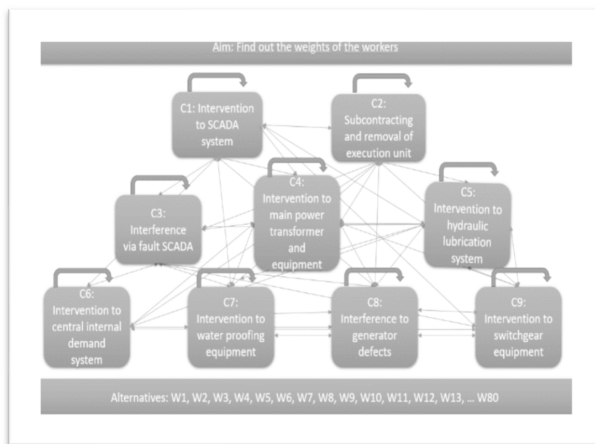 Aim: Find out the weights of the workers
C1: Intervention
to SCADA
system
C2:
Subcontracting
and removal of
execution unit
C3:
Interference
via fault SCADA
C4:
Intervention to
main power
transformer and
equipment
C5:
Intervention to
hydraulic
lubrication
system
C6:
Intervention to
central internal
demand
system
C7:
Intervention to
water proofing
equipment
C8:
Interference to
generator
defects
C9:
Intervention to
switchgear
equipment
Alternatives: W1, W2, W3, W4, W5, W6, W7, W8, W9, W10, W11, W12, W13, ... W80